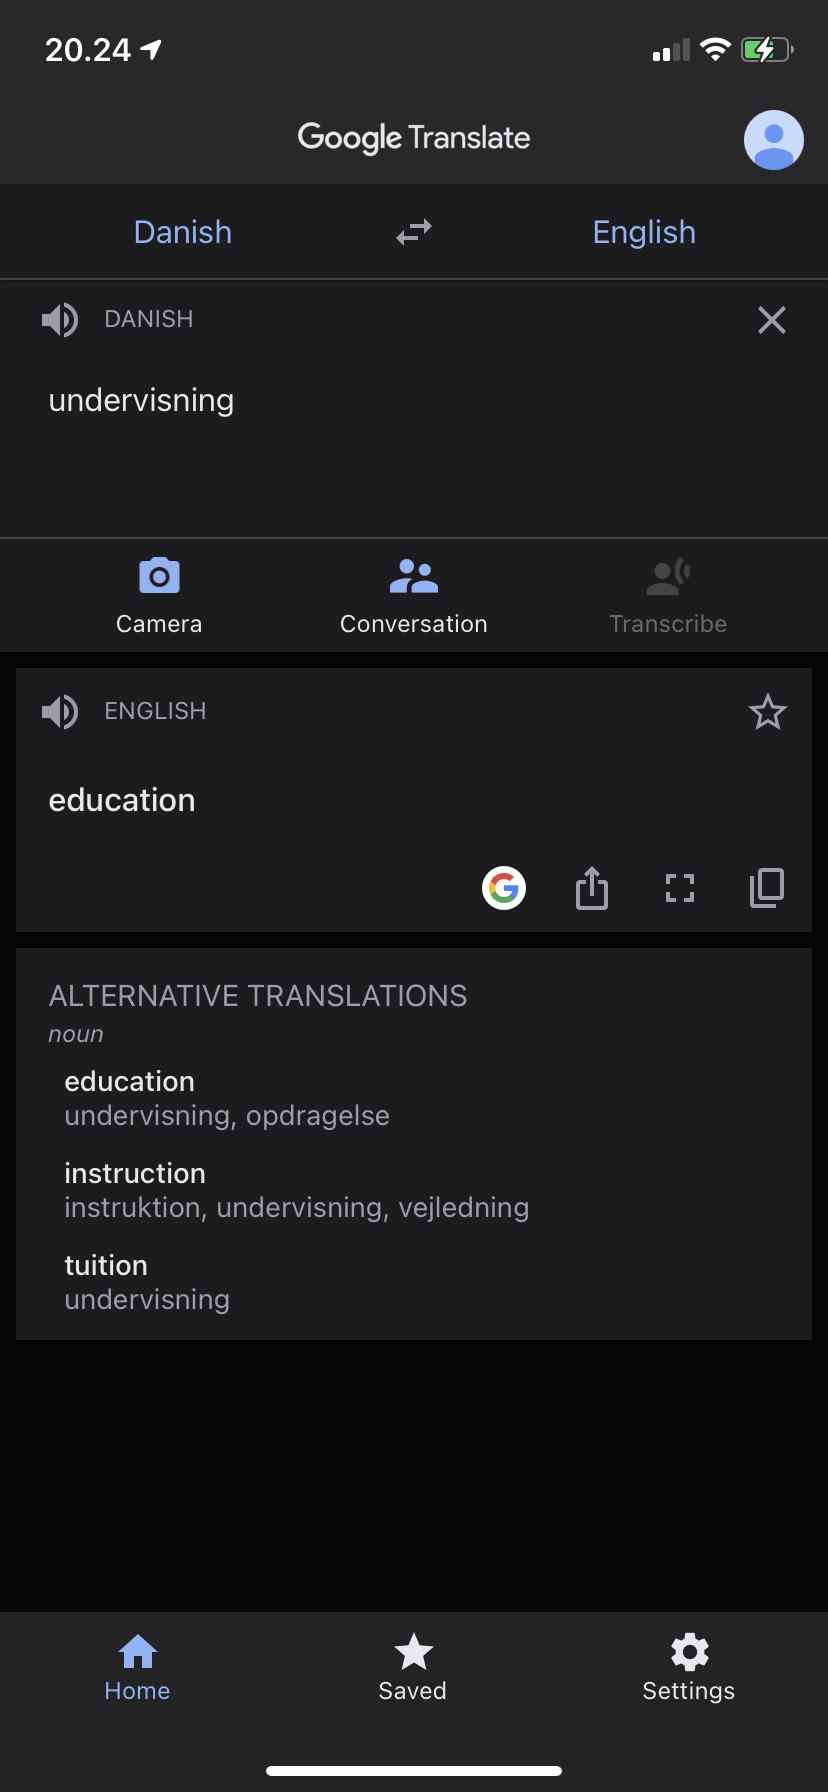 20.24
Google Translate
Danish English
DANISH
undervisning
Camera Conversation Transcribe
ENGLISH
education
ALTERNATIVE TRANSLATIONS
noun
education
undervisning, opdragelse
instruction
instruktion, undervisning, vejledning
tuition
undervisning
Home Saved Settings